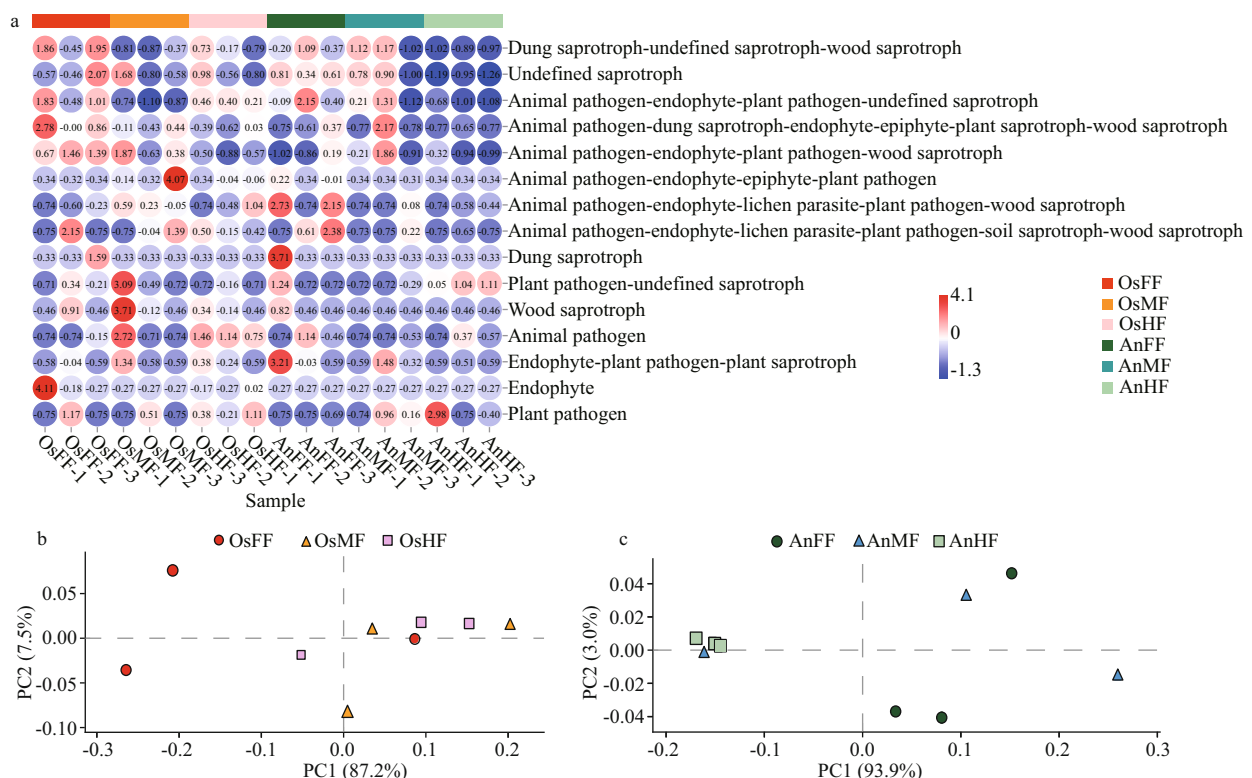 a
1.86 -0.45 1.95 -0.81 -0.87 -0.37 0.73 -0.17 -0.79 -0.20 1.09 -0.37 1.12 1.17 -1.02 -1.02 -0.89 -0.97 Dung saprotroph-undefined saprotroph-wood saprotroph
-0.57 -0.46 2.07 1.68 -0.80 -0.58 0.98 -0.56 -0.80 0.81 0.34 0.61 0.78 0.90 -1.00 -1.19 -0.95 -1.26 Undefined saprotroph
1.83 -0.48 1.01 -0.74 -1.10 -0.87 0.46 0.40 0.21 -0.09 2.15 -0.40 0.21 1.31 -1.12 -0.68 -1.01 -1.08 Animal pathogen-endophyte-plant pathogen-undefined saprotroph
2.78 -0.00 0.86 -0.11 -0.43 0.44 -0.39 -0.62 0.03 -0.75 -0.61 0.37 -0.77 2.17 -0.78 -0.77 -0.65 -0.77 Animal pathogen-dung saprotroph-endophyte-epiphyte-plant saprotroph-wood saprotroph
0.67 1.46 1.39 1.87 -0.63 0.38 -0.50 -0.88 -0.57 -1.02 -0.86 0.19 -0.21 1.86 -0.91 -0.32 -0.94 -0.99 Animal pathogen-endophyte-plant pathogen-wood saprotroph
-0.34 -0.32 -0.34 -0.14 -0.32 4.07 -0.34 -0.04 -0.06 0.22 -0.34 -0.01 -0.34 -0.34 -0.31 -0.34 -0.34 -0.34 Animal pathogen-endophyte-epiphyte-plant pathogen
-0.74 -0.60 -0.23 0.59 0.23 -0.05 -0.74 -0.48 1.04 2.73 -0.74 2.15 -0.74 -0.74 0.08 -0.74 -0.58 -0.44 Animal pathogen-endophyte-lichen parasite-plant pathogen-wood saprotroph
-0.75 2.15 -0.75 -0.75 -0.04 1.39 0.50 -0.15 -0.42 -0.75 0.61 2.38 -0.73 -0.75 0.22 -0.75 -0.65 -0.75 Animal pathogen-endophyte-lichen parasite-plant pathogen-soil saprotroph-wood saprotroph
-0.33 -0.33 1.59 -0.33 -0.33 -0.33 -0.33 -0.33 -0.33 3.71 -0.33 -0.33 -0.33 -0.33 -0.33 -0.33 -0.33 -0.33 Dung saprotroph
-0.71 0.34 -0.21 3.09 -0.49 -0.72 -0.72 -0.16 -0.71 1.24 -0.72 -0.72 -0.72 -0.72 -0.29 0.05 1.04 1.11 Plant pathogen-undefined saprotroph
-0.46 0.91 -0.46 3.71 -0.12 -0.46 0.34 -0.14 -0.46 0.82 -0.46 -0.46 -0.46 -0.46 -0.46 -0.46 -0.46 -0.46 Wood saprotroph
-0.74 -0.74 -0.15 2.72 -0.71 -0.74 1.46 1.14 0.75 -0.74 1.14 -0.46 -0.74 -0.74 -0.53 -0.74 0.37 -0.57 Animal pathogen
-0.58 -0.04 -0.59 1.34 -0.58 -0.59 0.38 -0.24 -0.59 3.21 -0.03 -0.59 -0.59 1.48 -0.32 -0.59 -0.51 -0.59 Endophyte-plant pathogen-plant saprotroph
4.11 -0.18 -0.27 -0.27 -0.27 -0.27 -0.17 -0.27 0.02 -0.27 -0.27 -0.27 -0.27 -0.27 -0.27 -0.27 -0.27 -0.27 Endophyte
-0.75 1.17 -0.75 -0.75 0.51 -0.75 0.38 -0.21 1.11 -0.75 -0.75 -0.69 -0.74 0.96 0.16 2.98 -0.75 -0.40 Plant pathogen
OsFF-1 OsFF-2 OsFF-3 OsMF-1 OsMF-2 OsMF-3 OsHF-3 OsHF-2 OsHF-1 AnFF-1 AnFF-2 AnFF-3 AnMF-1 AnMF-2 AnMF-3 AnHF-1 AnHF-2 AnHF-3
Sample
4.1
0
-1.3
OsFF
OsMF
OsHF
AnFF
AnMF
AnHF
b
OsFF OsMF OsHF
PC2 (7.5%)
0.05
0.00
-0.05
-0.10
-0.3 -0.2 -0.1 0.0 0.1 0.2
PC1 (87.2%)
c
AnFF AnMF AnHF
PC2 (3.0%)
0.04
0.02
0.00
-0.02
-0.04
-0.2 -0.1 0.0 0.1 0.2 0.3
PC1 (93.9%)